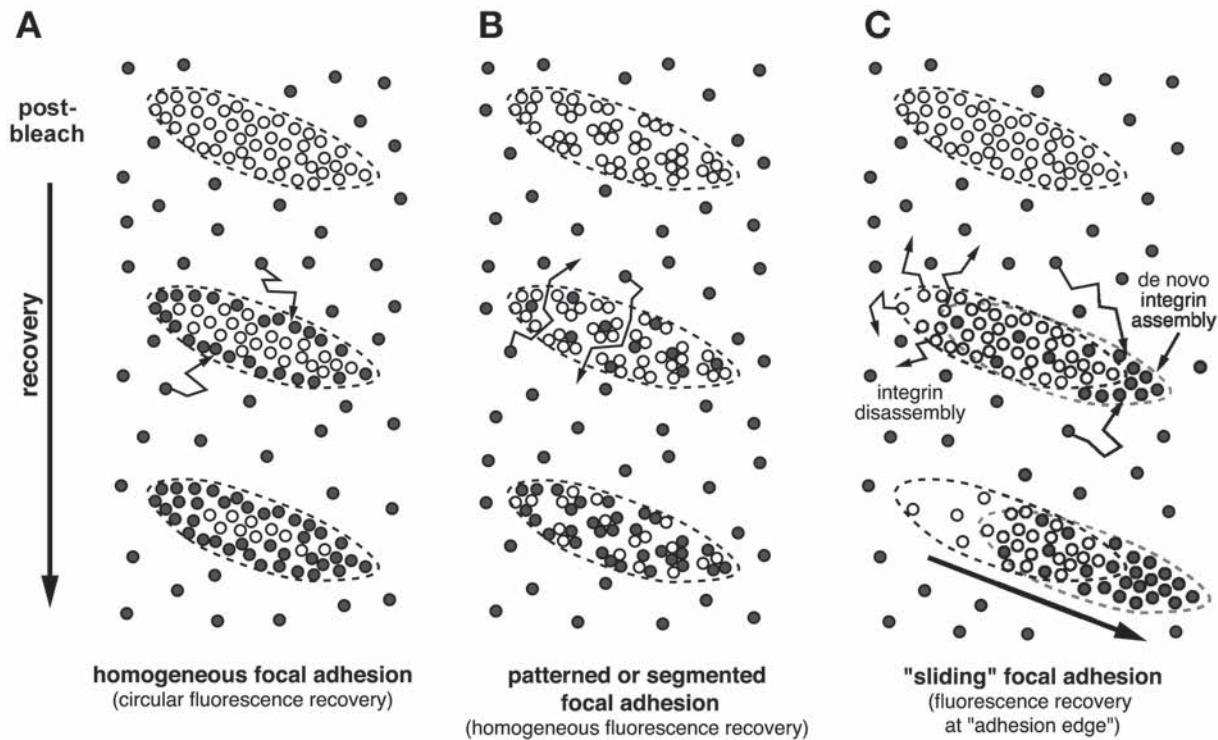 A
B
C
post-
bleach
recovery
de novo
integrin
assembly
integrin
disassembly
homogeneous focal adhesion
(circular fluorescence recovery)
patterned or segmented
focal adhesion
(homogeneous fluorescence recovery)
"sliding" focal adhesion
(fluorescence recovery
at "adhesion edge")